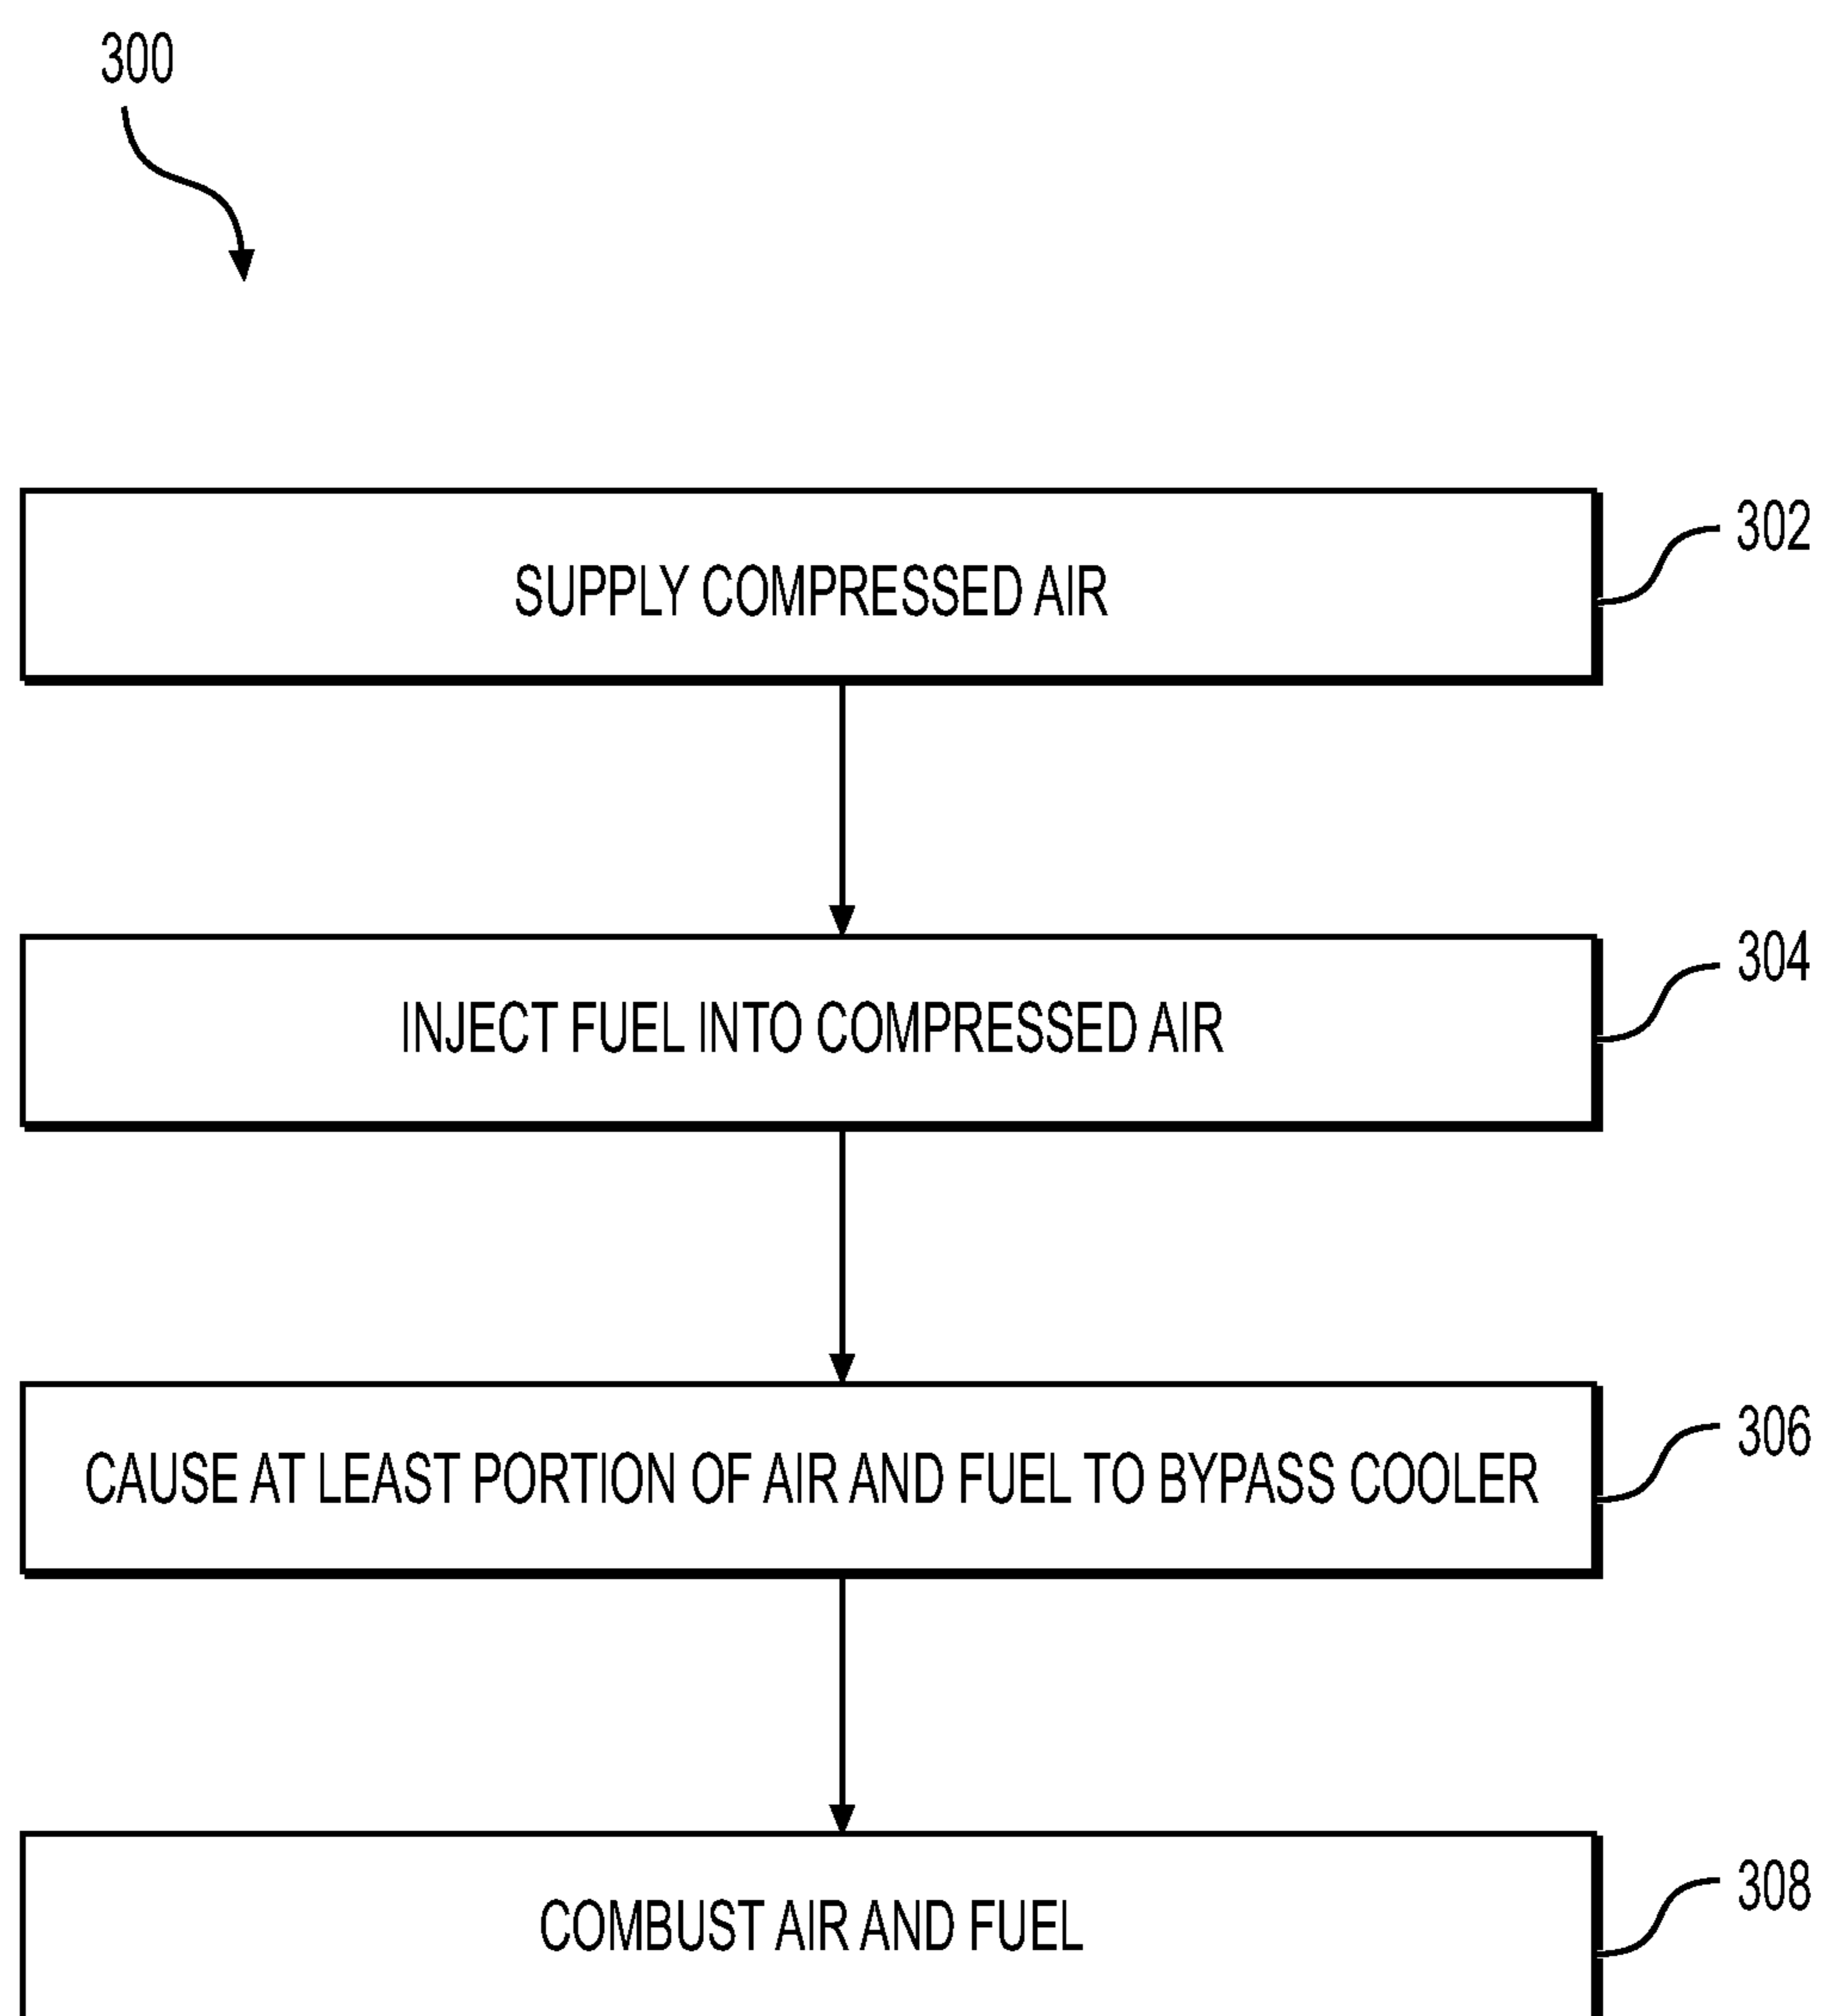 300
SUPPLY COMPRESSED AIR
302
INJECT FUEL INTO COMPRESSED AIR
304
CAUSE AT LEAST PORTION OF AIR AND FUEL TO BYPASS COOLER
306
COMBUST AIR AND FUEL
308